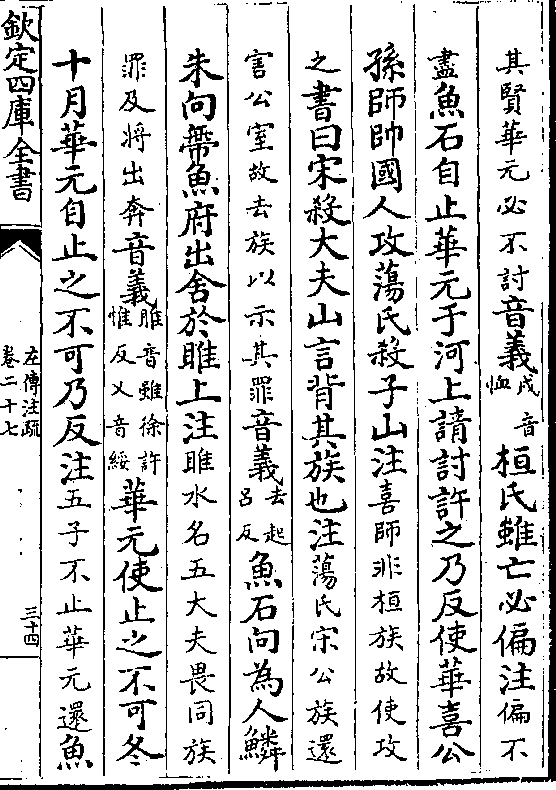 其賢華元必不討音義戌音恤桓氏雖亡必偏注偏不
盡魚石自止華元于河上請討許之乃反使華喜公
孫師帥國人攻蕩氏殺子山注喜師非桓族故使攻
之書曰宋殺大夫山言背其族也注蕩氏宋公族還
害公室故去族以示其罪音義去起呂反魚石向為人鱗
朱向帶魚府出舍於睢上注睢水名五大夫畏同族
罪及將出奔音義睢音雖徐許惟反又音綏華元使止之不可冬
十月華元自止之不可乃反注五子不止華元還魚
欽定四庫全書
左傳注疏
卷二十七
三十四